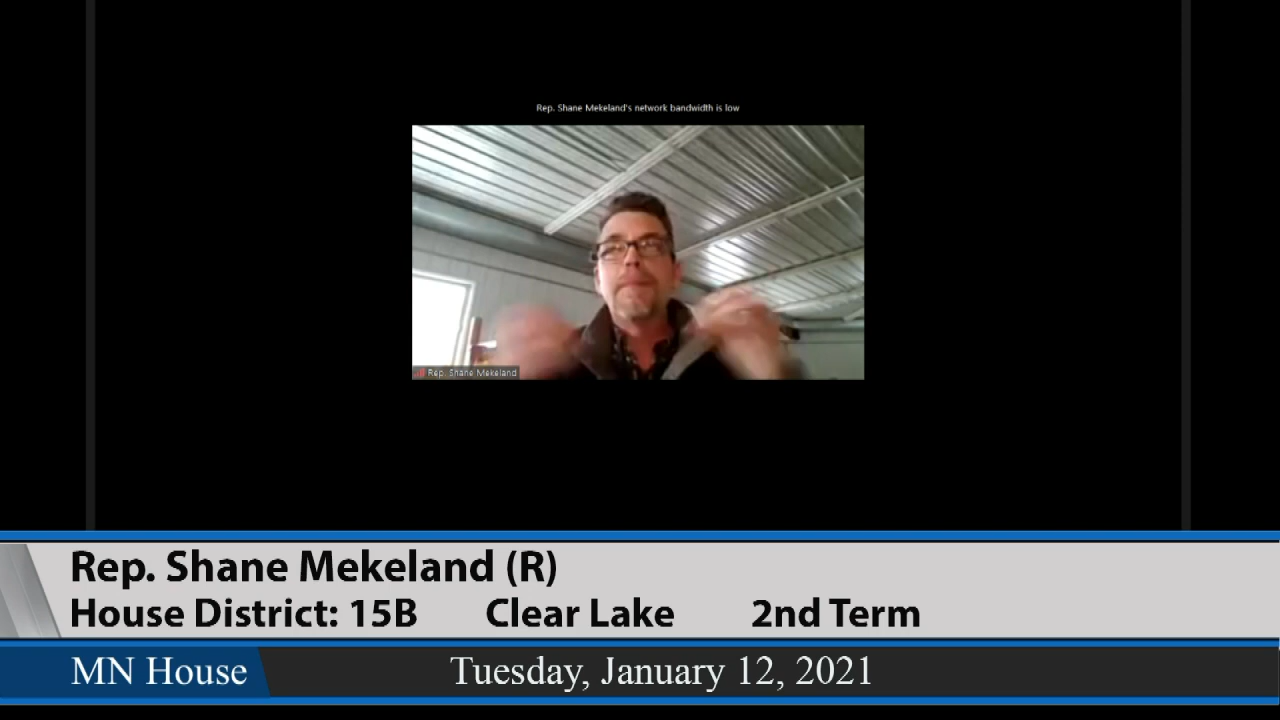 Rep. Shane Mekeland's network bandwidth is low
Rep. Shane Mekeland
Rep. Shane Mekeland (R)
House District: 15B Clear Lake 2nd Term
MN House Tuesday, January 12, 2021